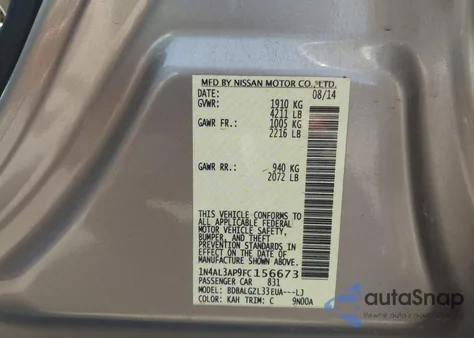 MFD BY NISSAN MOTOR CO.,LTD.
DATE: 08/14
GVWR: 1910 KG
4211 LB
GAWR FR.: 1005 KG
2216 LB
GAWR RR.: 940 KG
2072 LB
THIS VEHICLE CONFORMS TO
ALL APPLICABLE FEDERAL
MOTOR VEHICLE SAFETY,
BUMPER, AND THEFT
PREVENTION STANDARDS IN
EFFECT ON THE DATE OF
MANUFACTURE SHOWN ABOVE.
1N4AL3AP9FC156673
PASSENGER CAR 831
MODEL: BDBALGZL33EUA---LJ
COLOR: KAH TRIM: C 9N00A
autoSnap
www.autosnap.com